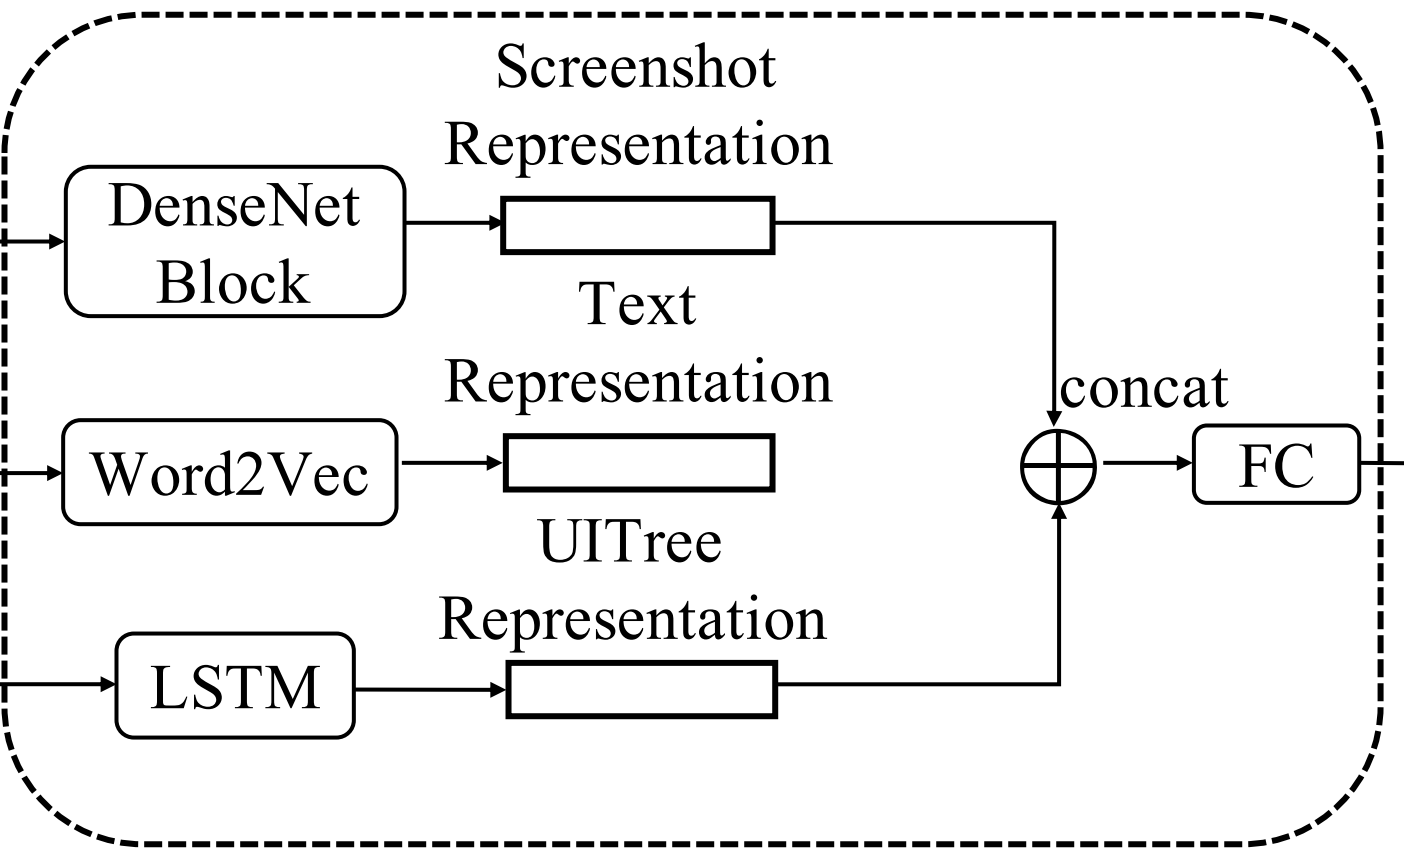 Screenshot
Representation
DenseNet
Block
Text
Representation
concat
Word2Vec
FC
UITree
Representation
LSTM